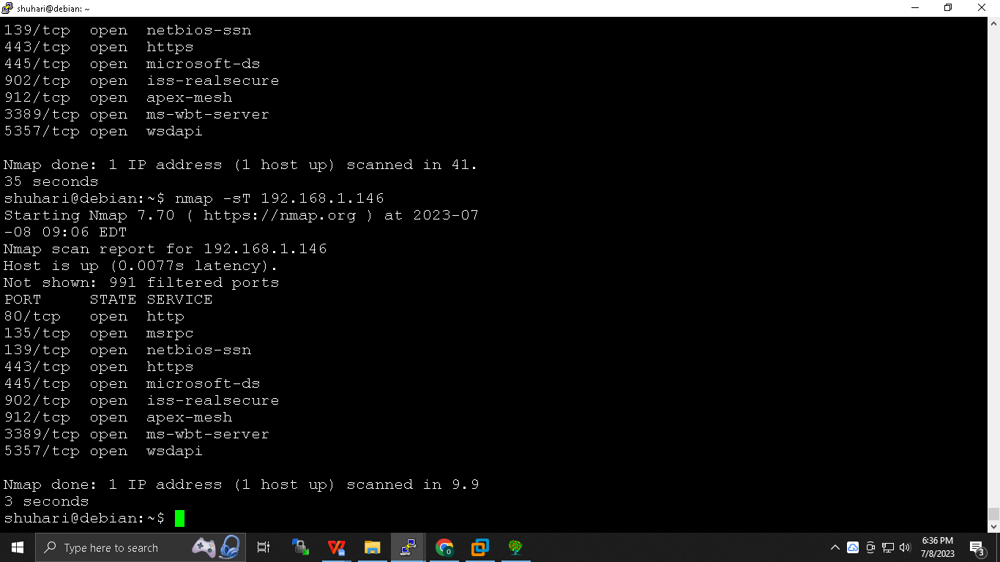 shuhari@debian: ~
139/tcp open netbios-ssn
443/tcp open https
445/tcp open microsoft-ds
902/tcp open iss-realsecure
912/tcp open apex-mesh
3389/tcp open ms-wbt-server
5357/tcp open wsdapi
Nmap done: 1 IP address (1 host up) scanned in 41.
35 seconds
shuhari@debian:~$ nmap -sT 192.168.1.146
Starting Nmap 7.70 ( https://nmap.org ) at 2023-07
-08 09:06 EDT
Nmap scan report for 192.168.1.146
Host is up (0.0077s latency).
Not shown: 991 filtered ports
PORT STATE SERVICE
80/tcp open http
135/tcp open msrpc
139/tcp open netbios-ssn
443/tcp open https
445/tcp open microsoft-ds
902/tcp open iss-realsecure
912/tcp open apex-mesh
3389/tcp open ms-wbt-server
5357/tcp open wsdapi
Nmap done: 1 IP address (1 host up) scanned in 9.9
3 seconds
shuhari@debian:~$
Type here to search
6:36 PM
7/8/2023
3